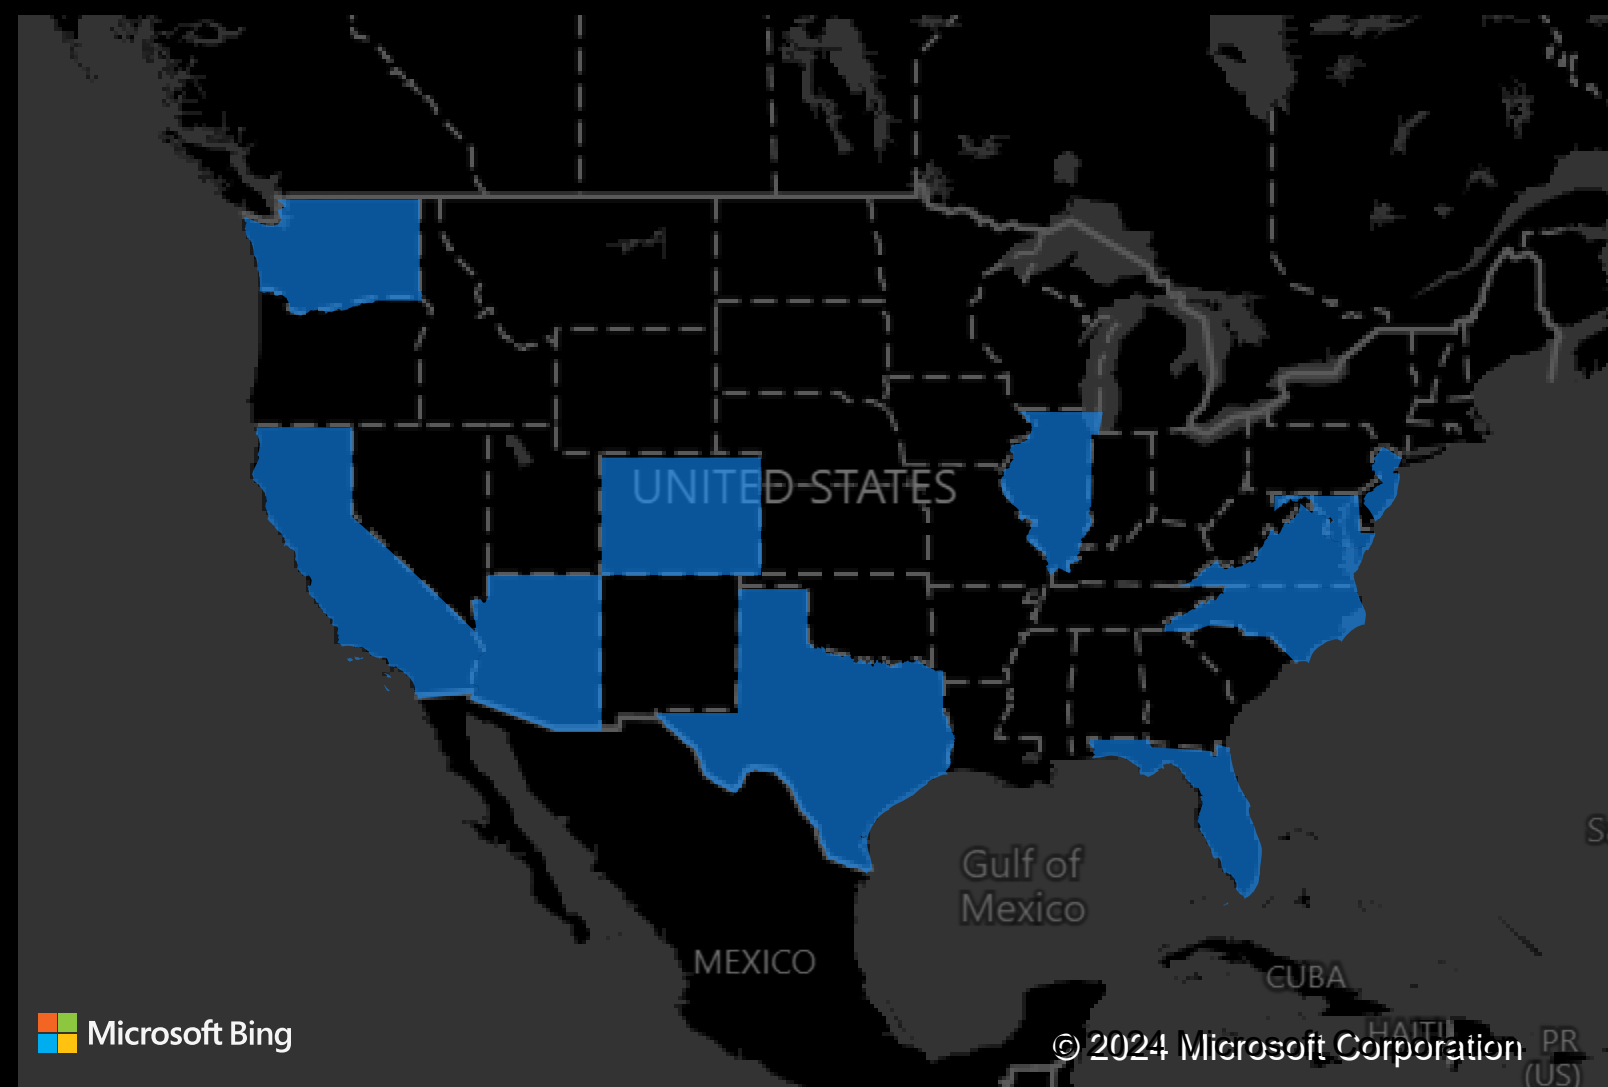 UNITED STATES
Gulf of
Mexico
MEXICO
CUBA
HAITI
PR
(US)
Microsoft Bing
© 2024 Microsoft Corporation